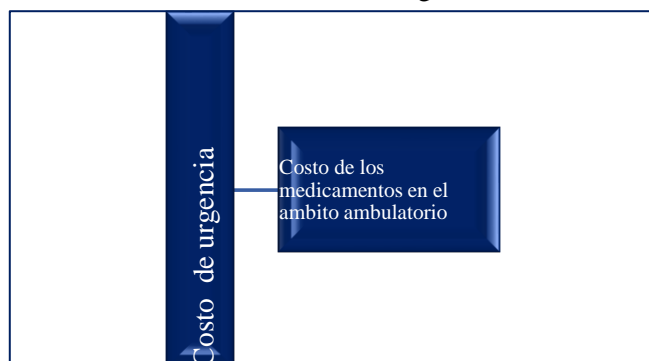 Costo de urgencia
Costo de los
medicamentos en el
ambito ambulatorio